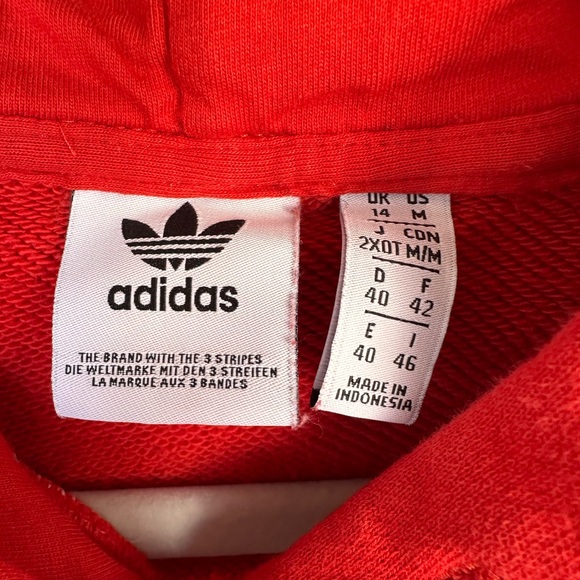 adidas
THE BRAND WITH THE 3 STRIPES
DIE WELTMARKE MIT DEN 3 STREIFEN
LA MARQUE AUX 3 BANDES
UK US
14 M
J CDN
2XOT M/M
D F
40 42
E I
40 46
MADE IN
INDONESIA